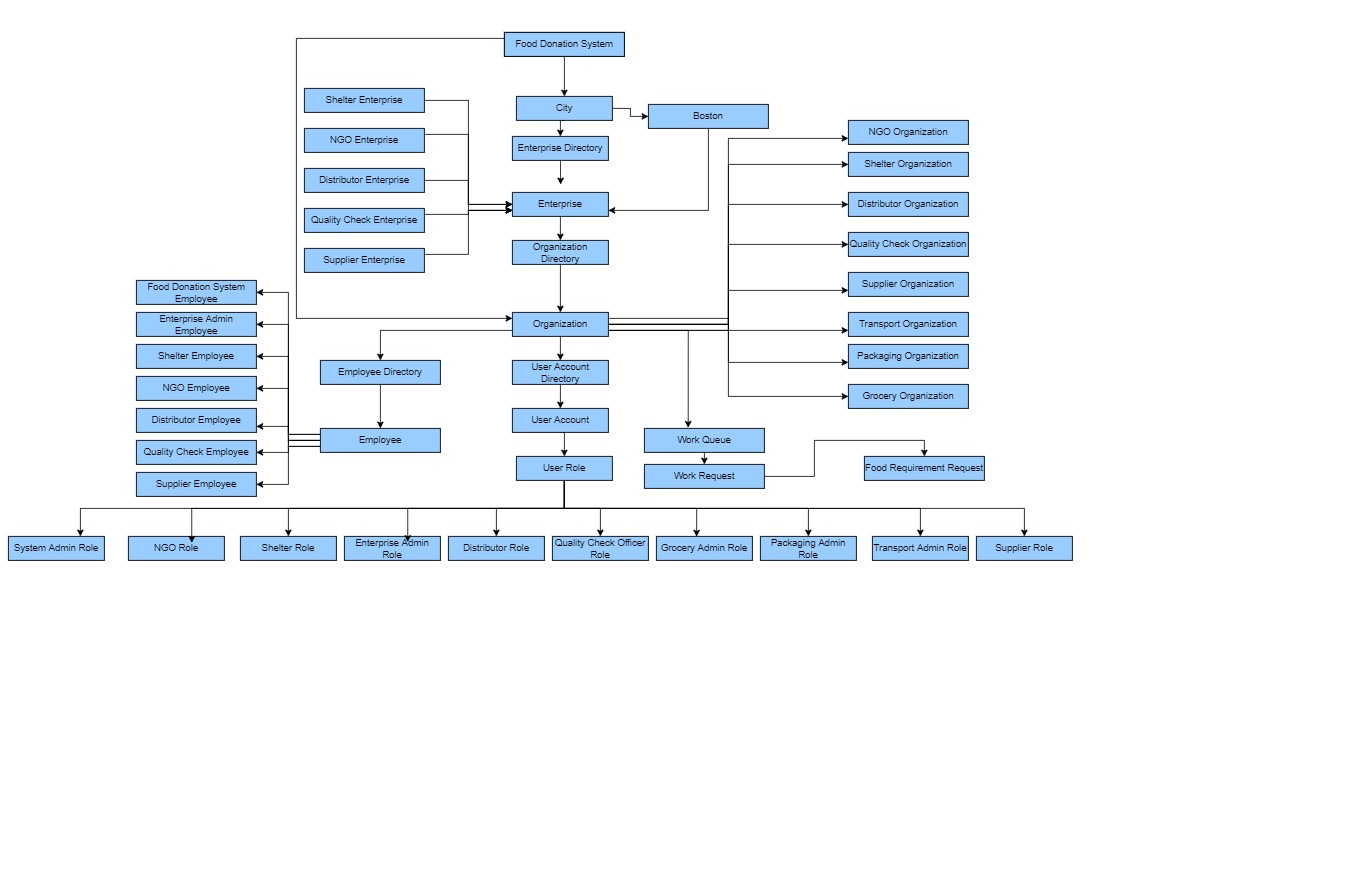 Food Donation System
Shelter Enterprise
City
Boston
NGO Enterprise
Enterprise Directory
NGO Organization
Shelter Organization
Distributor Enterprise
Enterprise
Distributor Organization
Quality Check Enterprise
Organization
Directory
Quality Check Organization
Supplier Enterprise
Supplier Organization
Food Donation System
Employee
Enterprise Admin
Employee
Organization
Transport Organization
Shelter Employee
Employee Directory
User Account
Directory
Packaging Organization
NGO Employee
Grocery Organization
Distributor Employee
User Account
Quality Check Employee
Employee
Work Queue
Supplier Employee
User Role
Work Request
Food Requirement Request
System Admin Role
NGO Role
Shelter Role
Enterprise Admin
Role
Distributor Role
Quality Check Officer
Role
Grocery Admin Role
Packaging Admin
Role
Transport Admin Role
Supplier Role